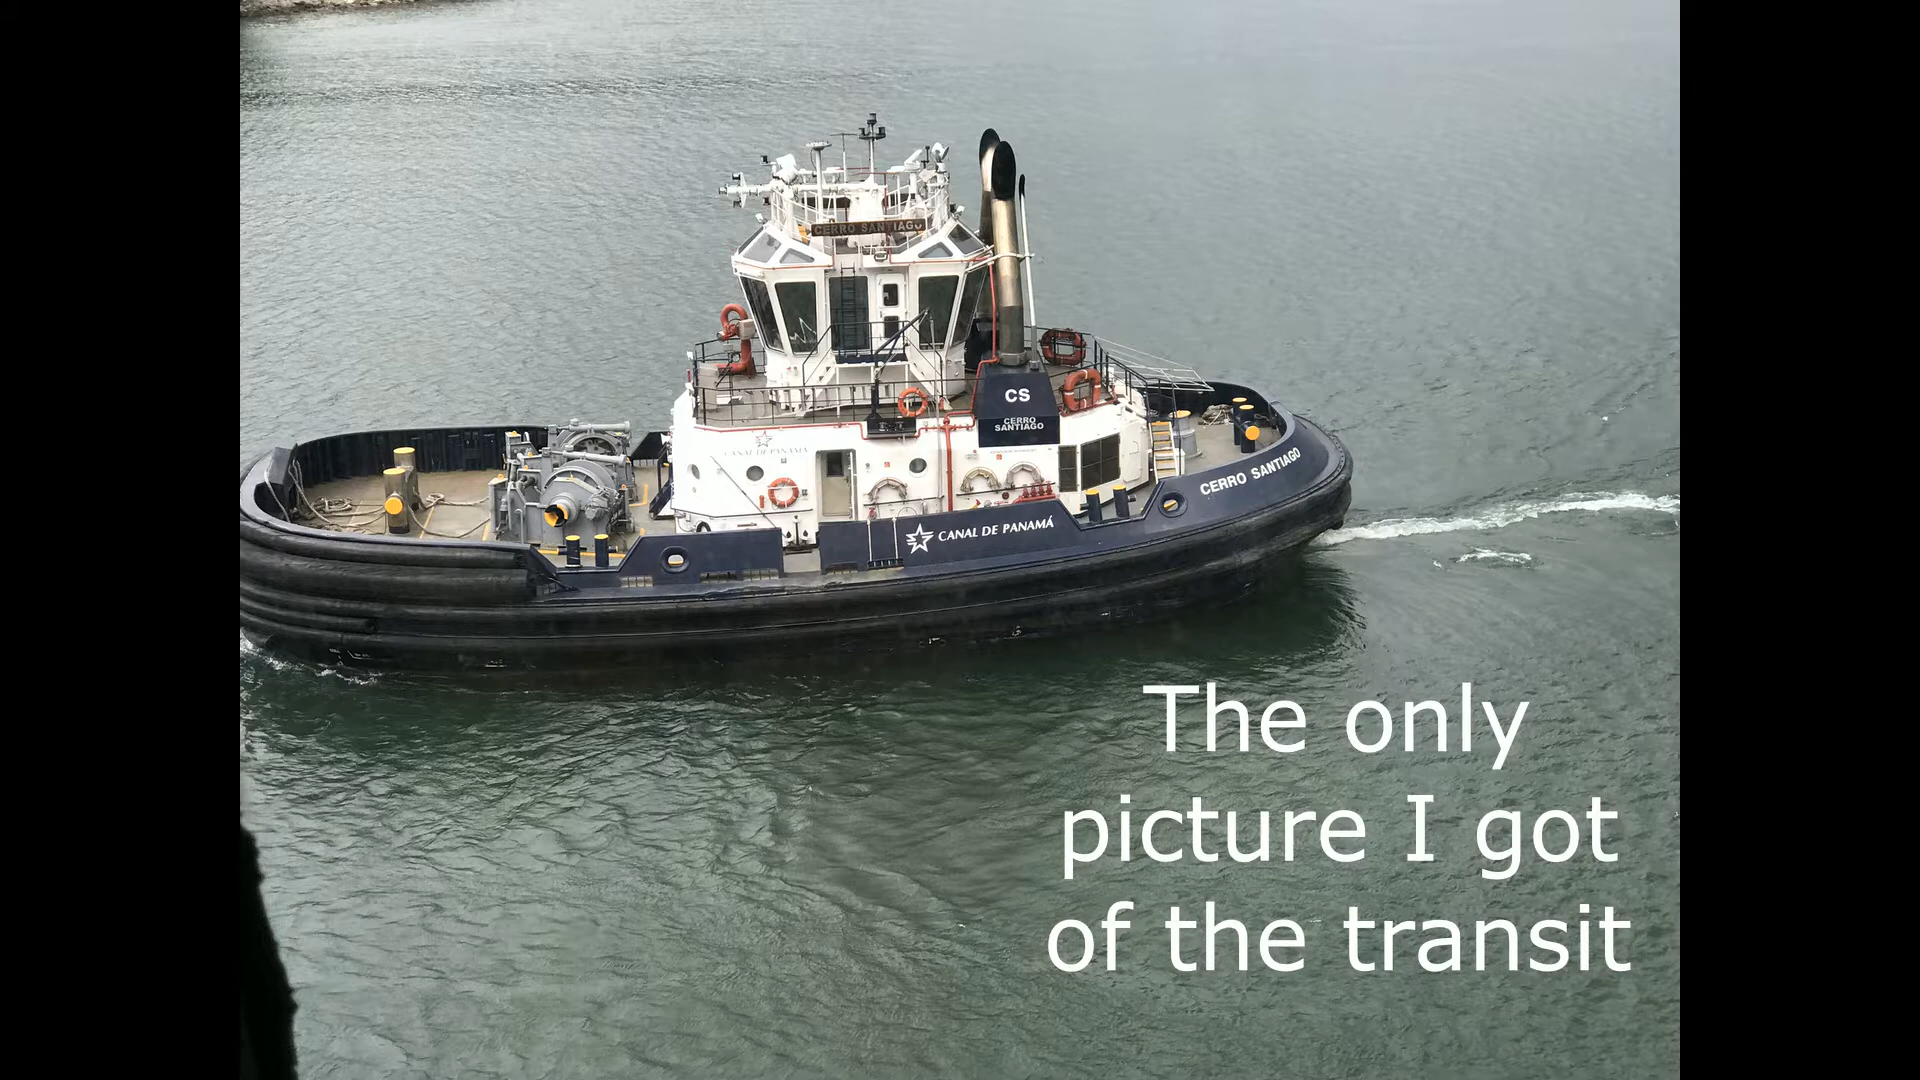 CERRO SANTIAGO
CS
CERRO
SANTIAGO
CANAL DE PANAMA
CERRO SANTIAGO
CANAL DE PANAMÁ
The only
picture I got
of the transit